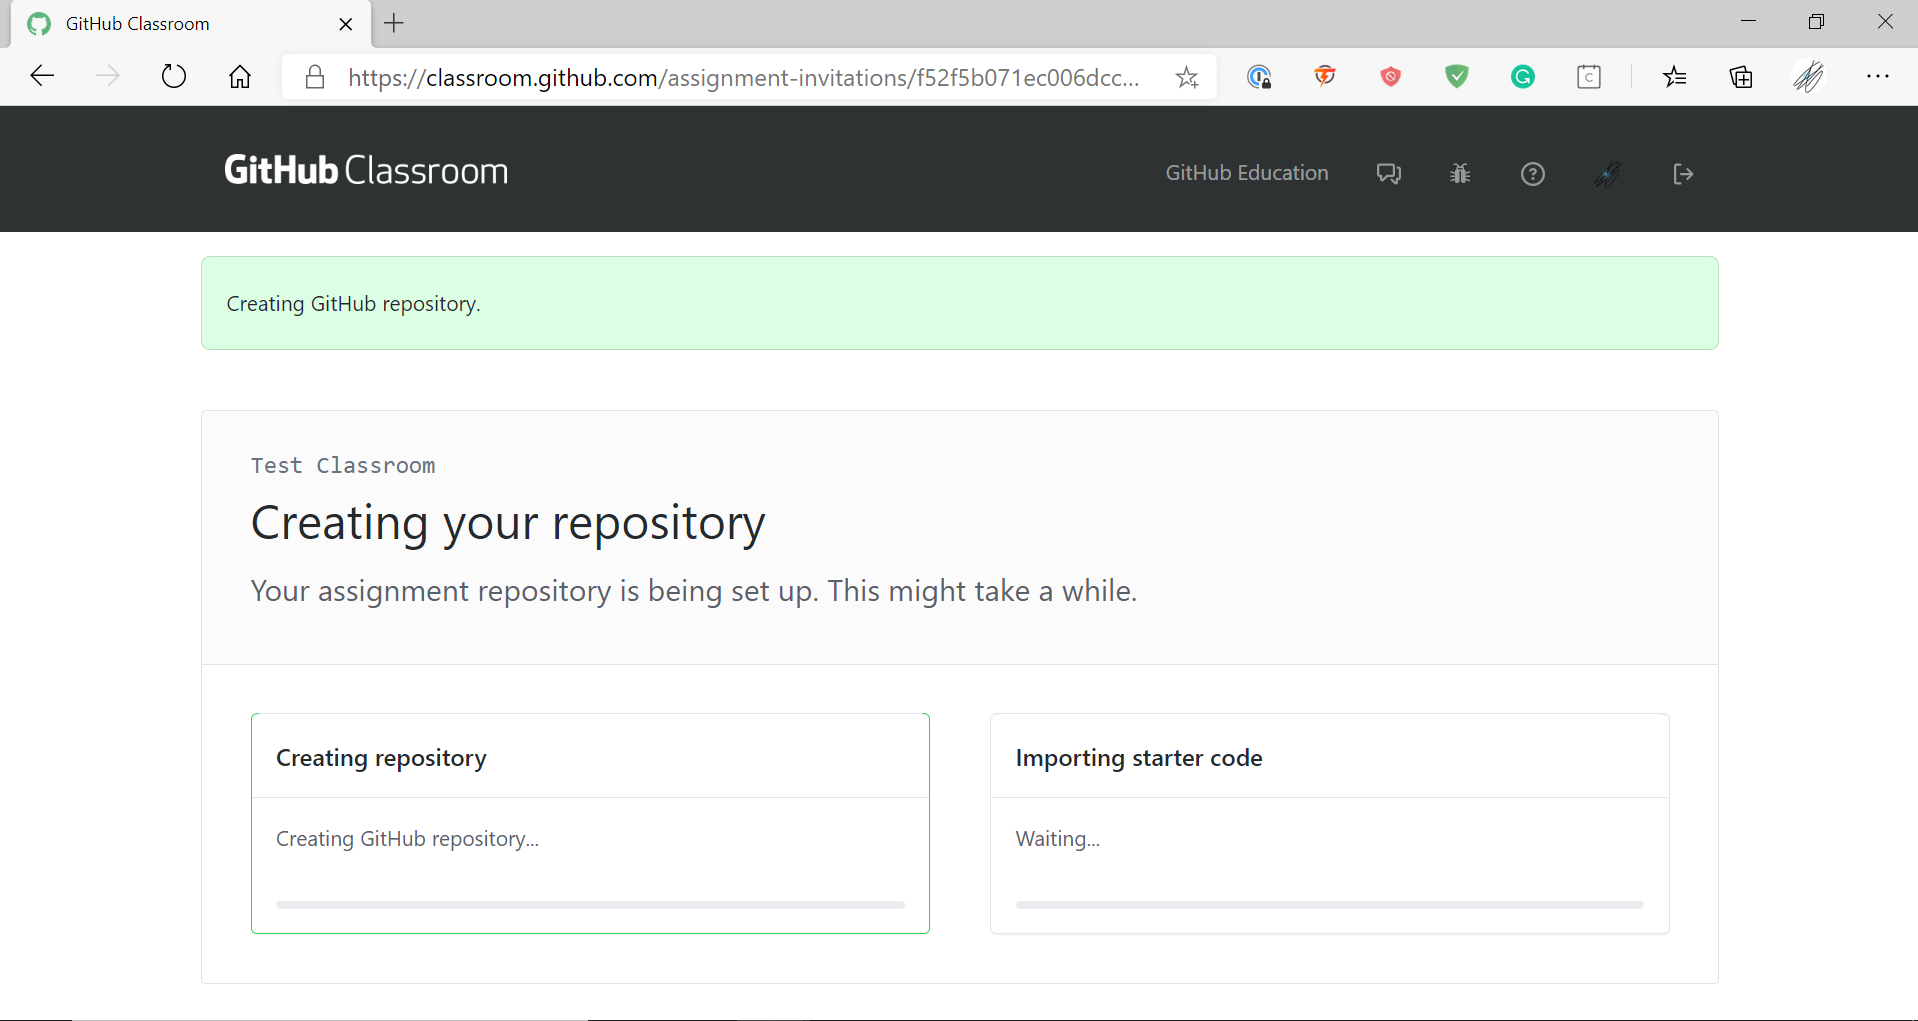 GitHub Classroom
https://classroom.github.com/assignment-invitations/f52f5b071ec006dcc...
GitHub Classroom
GitHub Education
Creating GitHub repository.
Test Classroom
Creating your repository
Your assignment repository is being set up. This might take a while.
Creating repository
Importing starter code
Creating GitHub repository...
Waiting...